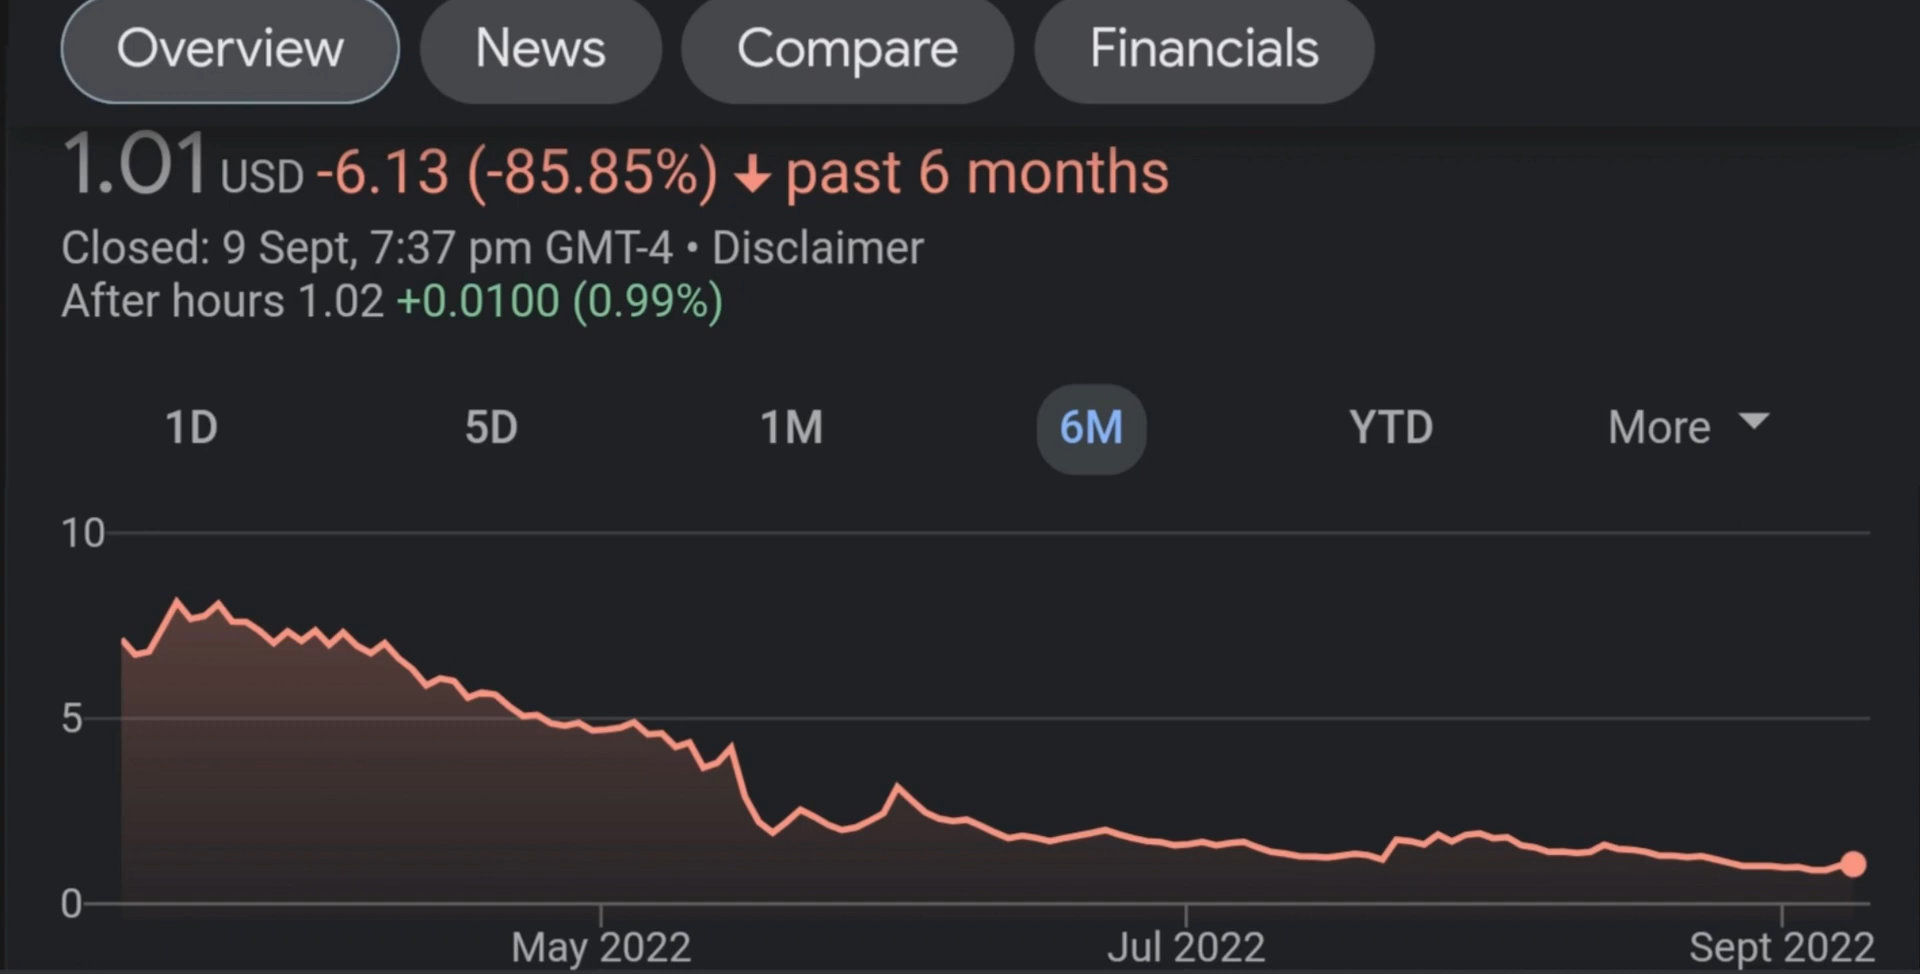 Overview News Compare Financials
1.01 USD -6.13 (-85.85%) ↓ past 6 months
Closed: 9 Sept, 7:37 pm GMT-4 • Disclaimer
After hours 1.02 +0.0100 (0.99%)
1D 5D 1M 6M YTD More
10
5
0
May 2022 Jul 2022 Sept 2022